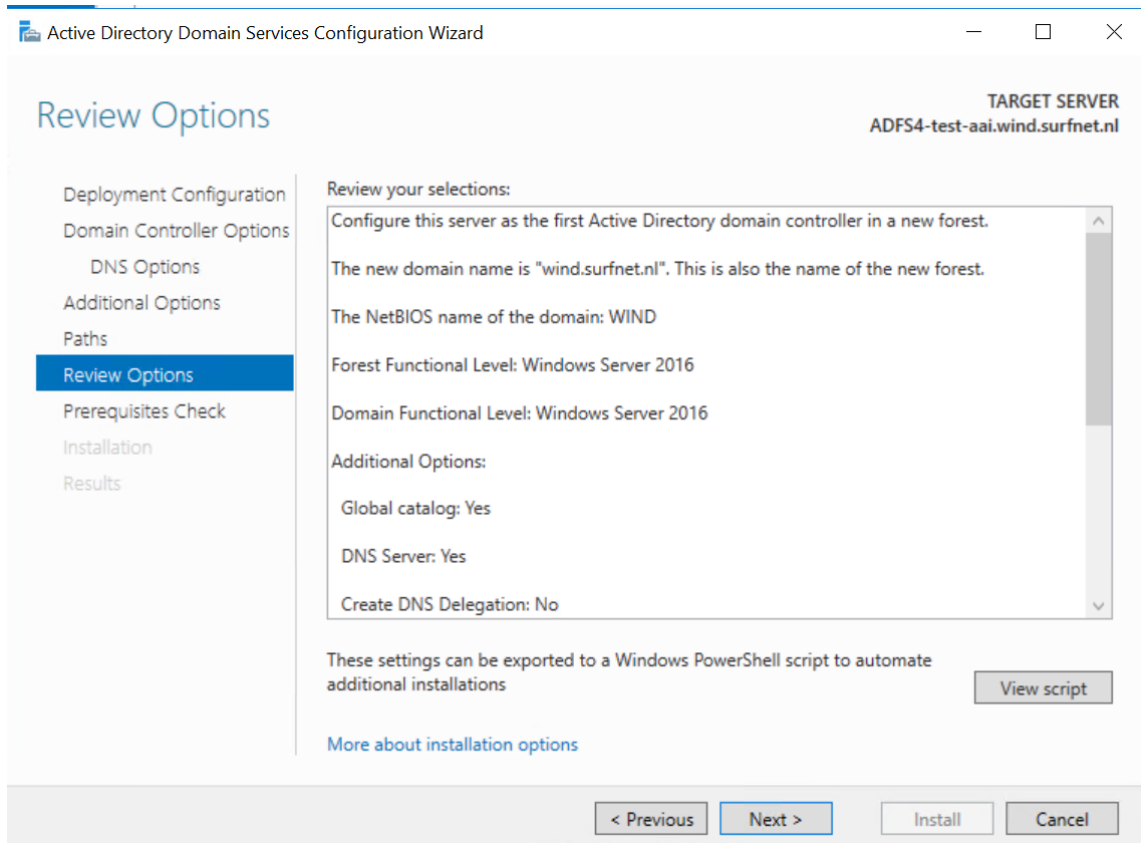 Active Directory Domain Services Configuration Wizard
Review Options
TARGET SERVER
ADFS4-test-aai.wind.surfnet.nl
Deployment Configuration
Domain Controller Options
DNS Options
Additional Options
Paths
Review Options
Prerequisites Check
Installation
Results
Review your selections:
Configure this server as the first Active Directory domain controller in a new forest.
The new domain name is "wind.surfnet.nl". This is also the name of the new forest.
The NetBIOS name of the domain: WIND
Forest Functional Level: Windows Server 2016
Domain Functional Level: Windows Server 2016
Additional Options:
Global catalog: Yes
DNS Server: Yes
Create DNS Delegation: No
These settings can be exported to a Windows PowerShell script to automate
additional installations
View script
More about installation options
< Previous
Next >
Install
Cancel